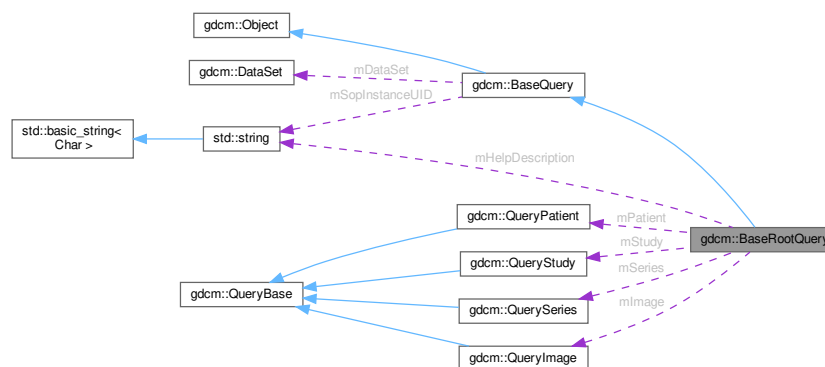 gdcm::Object
gdcm::DataSet
mDataSet
gdcm::BaseQuery
mSopInstanceUID
std::basic_string<
Char >
std::string
mHelpDescription
gdcm::QueryPatient
mPatient
gdcm::BaseRootQuery
mStudy
gdcm::QueryStudy
mSeries
gdcm::QueryBase
gdcm::QuerySeries
mImage
gdcm::QueryImage